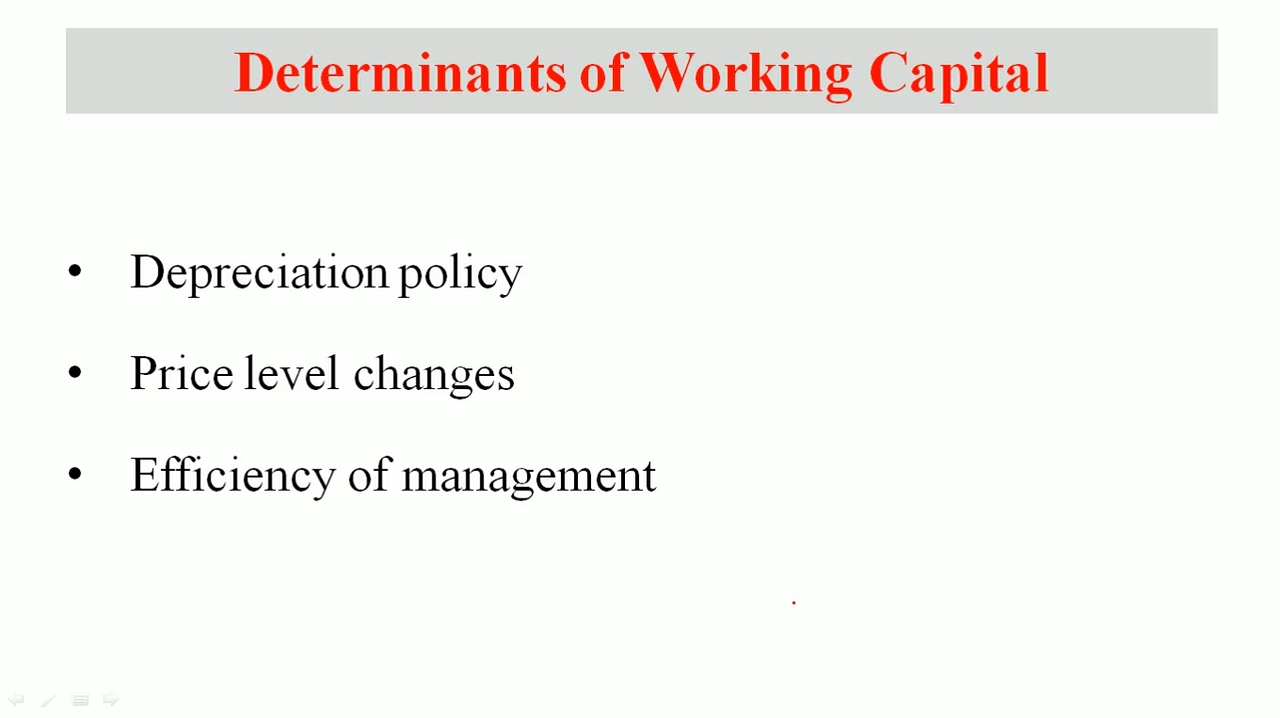 Determinants of Working Capital
• Depreciation policy
• Price level changes
• Efficiency of management